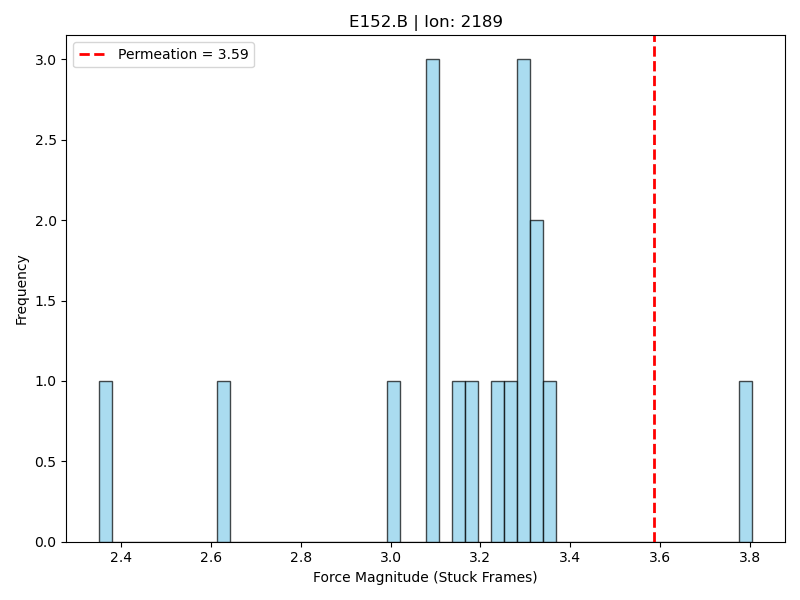 E152.B | Ion: 2189
Permeation = 3.59
3.0
2.5
2.0
1.5
1.0
0.5
0.0
Frequency
2.4 2.6 2.8 3.0 3.2 3.4 3.6 3.8
Force Magnitude (Stuck Frames)